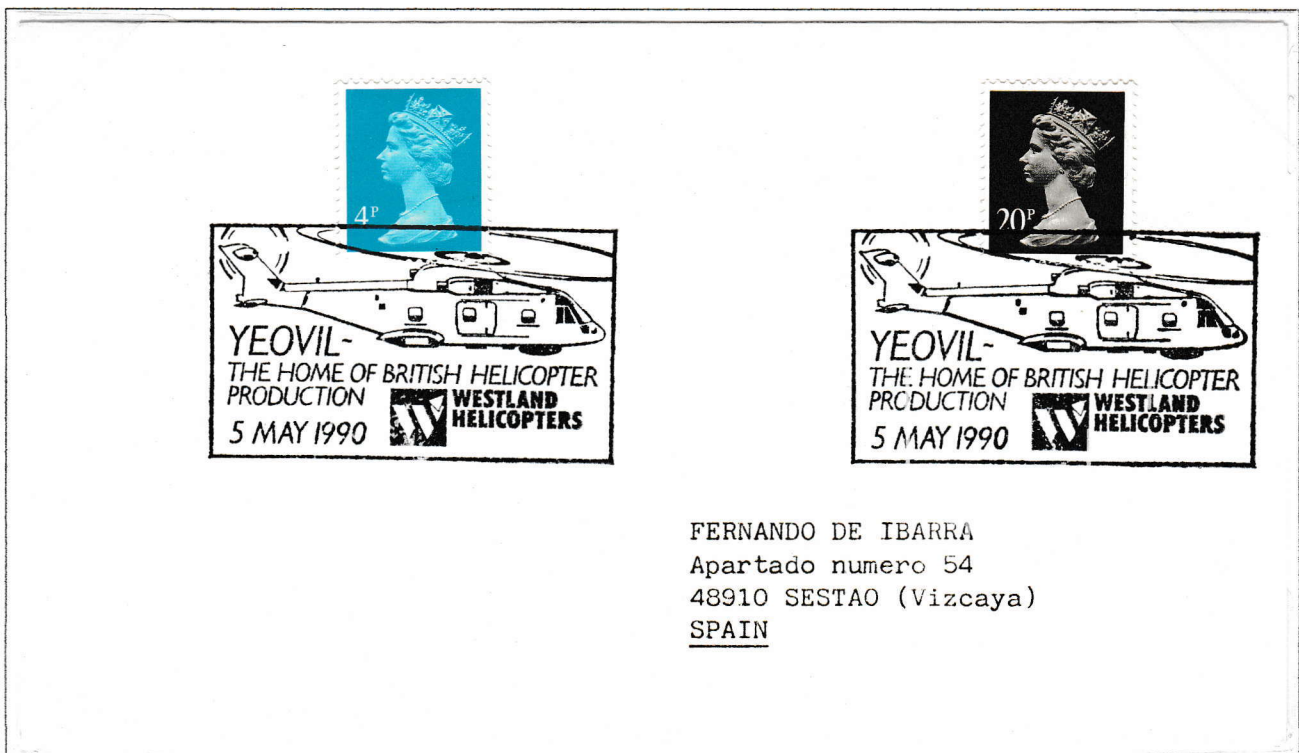 4P
20P
YEOVIL~
THE HOME OF BRITISH HELICOPTER
PRODUCTION
WESTLAND
HELICOPTERS
5 MAY 1990
YEOVIL~
THE HOME OF BRITISH HELICOPTER
PRODUCTION
WESTLAND
HELICOPTERS
5 MAY 1990
FERNANDO DE IBARRA
Apartado numero 54
48910 SESTAO (Vizcaya)
SPAIN